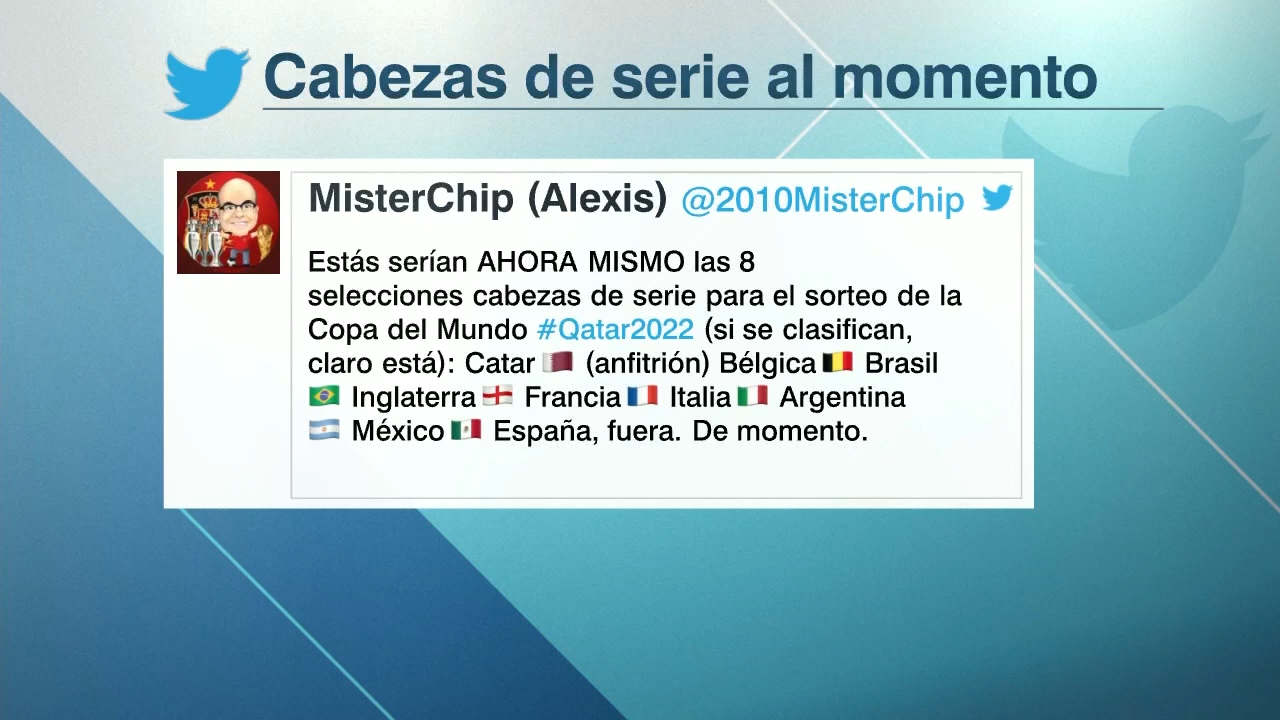 Cabezas de serie al momento
MisterChip (Alexis) @2010MisterChip
Estás serían AHORA MISMO las 8
selecciones cabezas de serie para el sorteo de la
Copa del Mundo #Qatar2022 (si se clasifican,
claro está): Catar 🇶🇦 (anfitrión) Bélgica 🇧🇪 Brasil
🇧🇷 Inglaterra 🏴󠁧󠁢󠁥󠁮󠁧󠁿 Francia 🇫🇷 Italia 🇮🇹 Argentina
🇦🇷 México 🇲🇽 España, fuera. De momento.